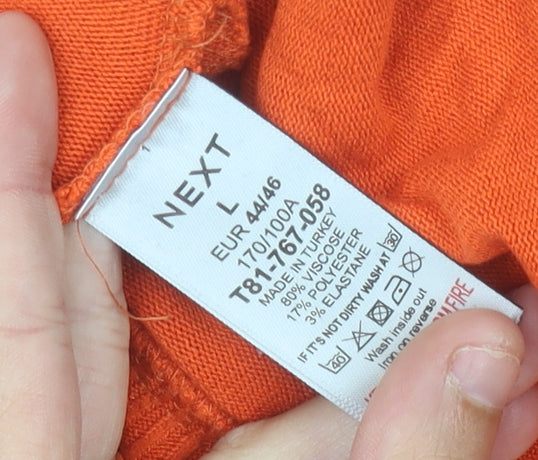 1
NEXT
L
EUR 44/46
170/100A
T81-767-058
MADE IN TURKEY
80% VISCOSE
17% POLYESTER
3% ELASTANE
IF IT'S NOT DIRTY WASH AT 30
40
Wash inside out
Iron on reverse
FIRE